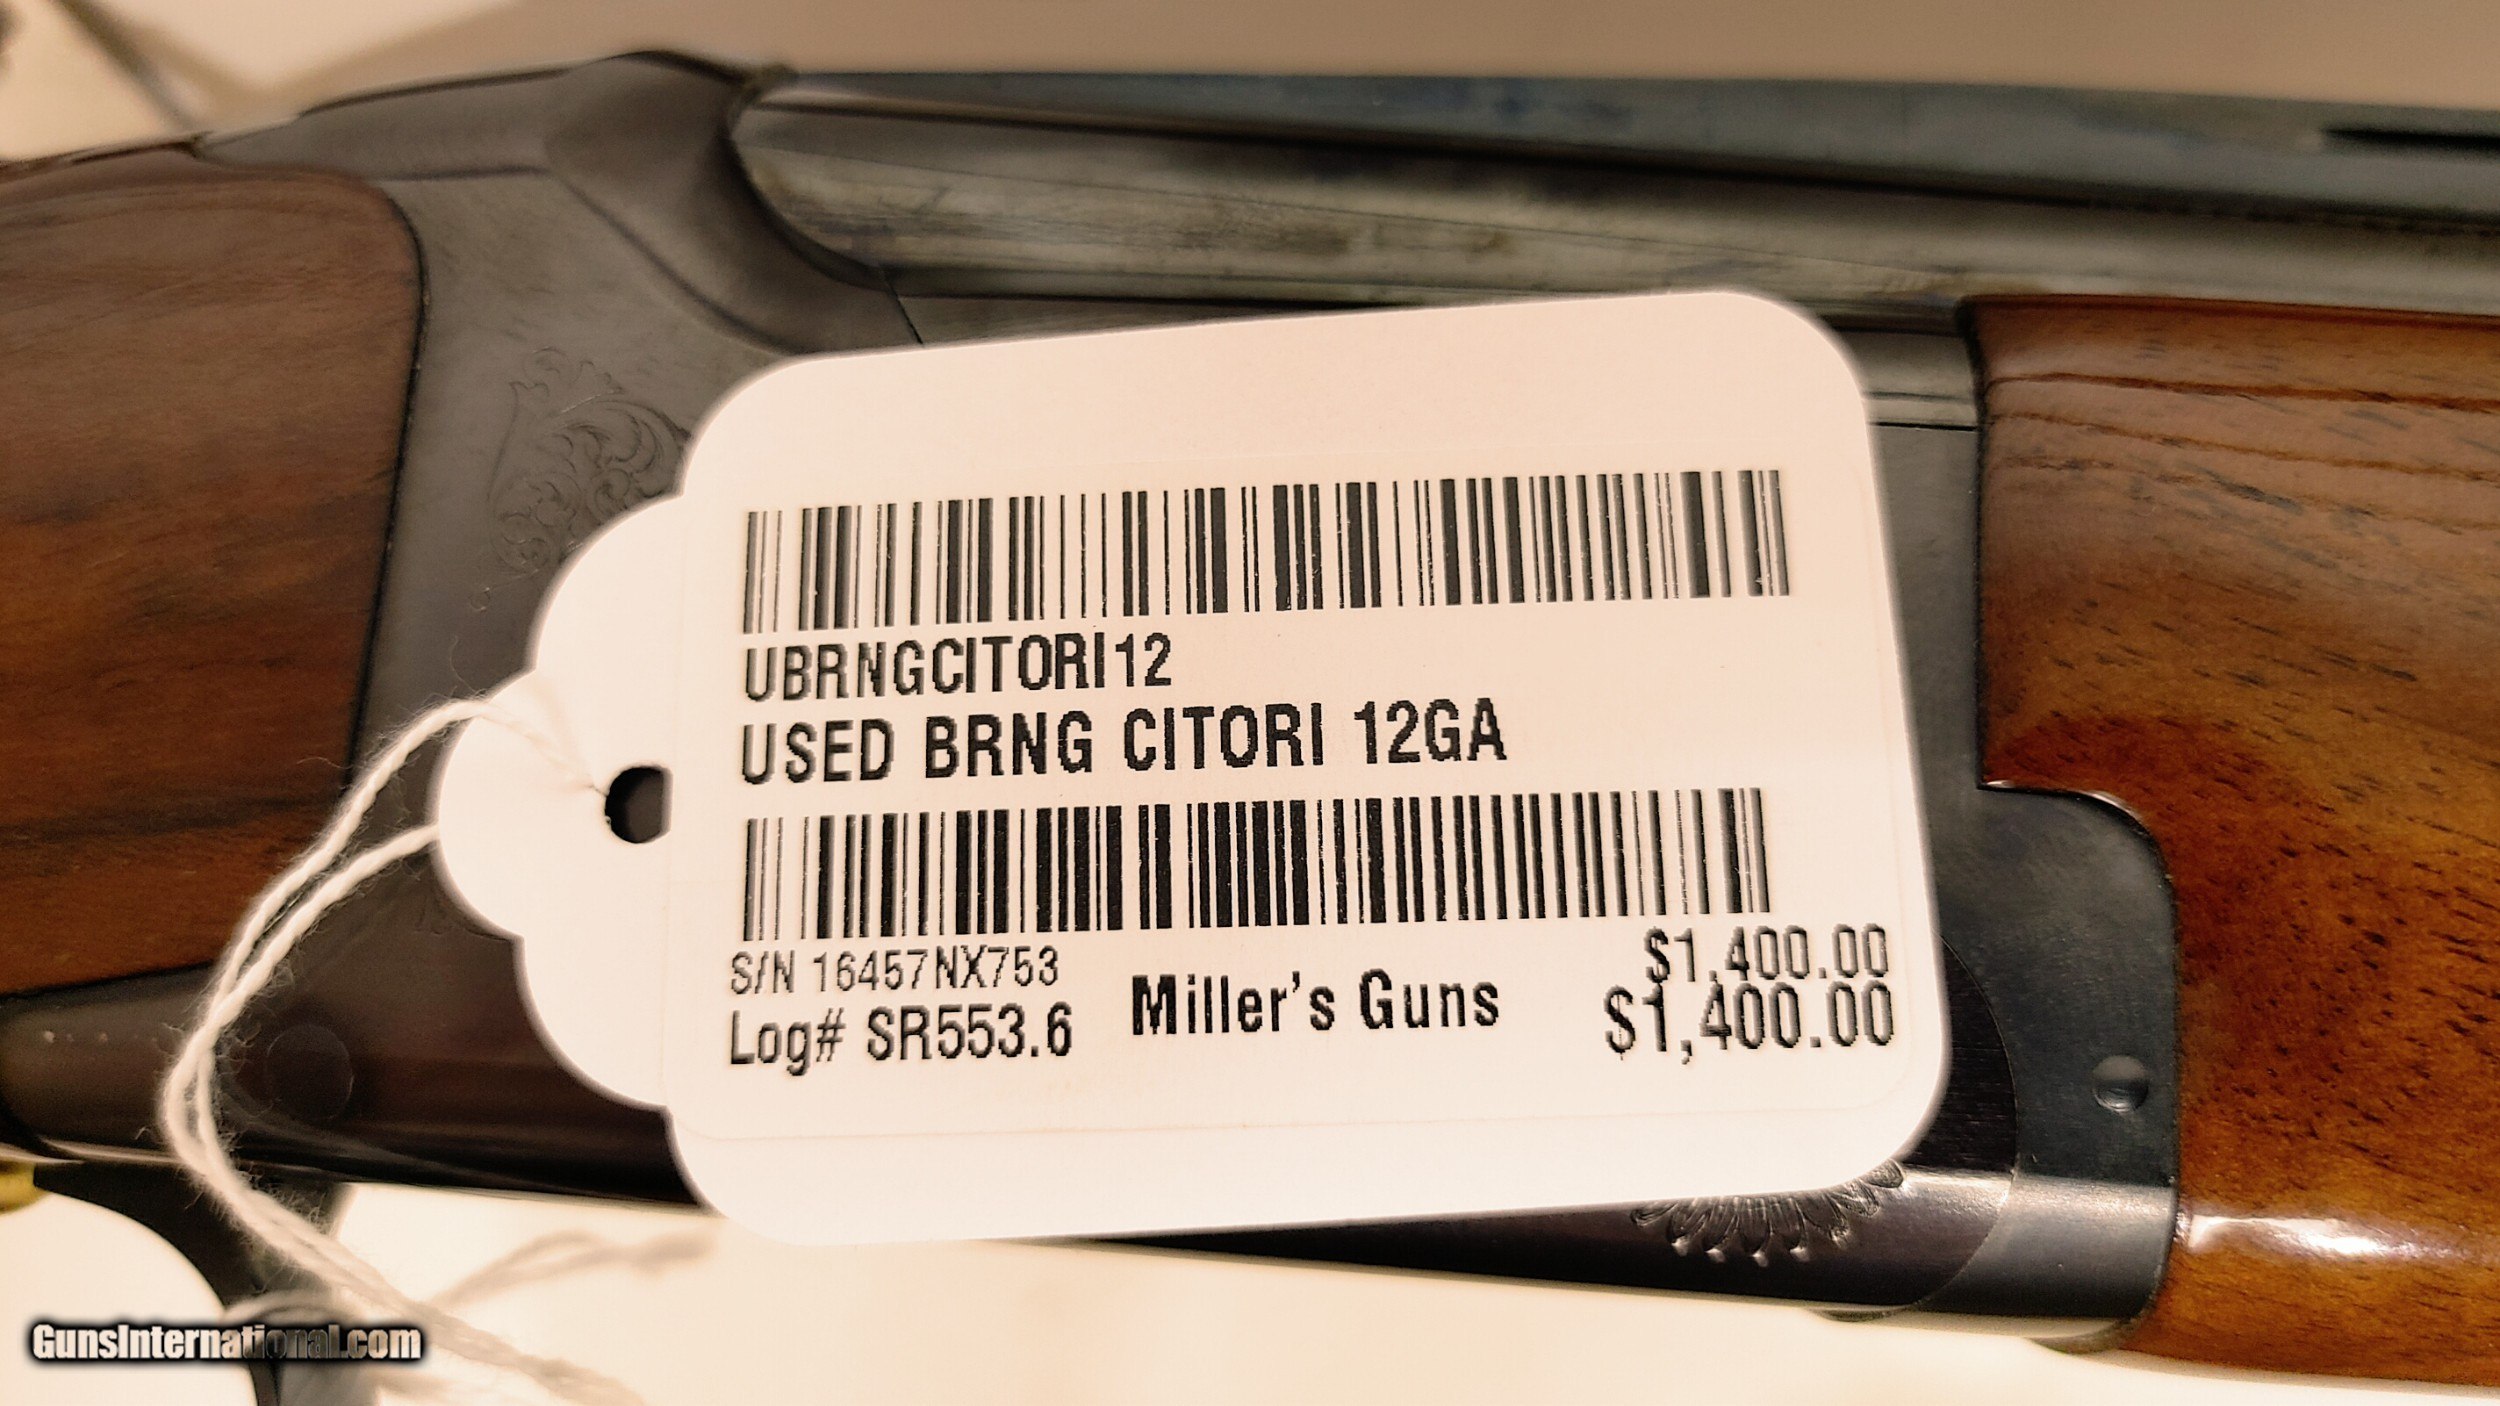 UBRNGCITORI12
USED BRNG CITORI 12GA
S/N 16457NX753
Log# SR553.6
Miller's Guns
$1,400.00
$1,400.00
GunsInternational.com